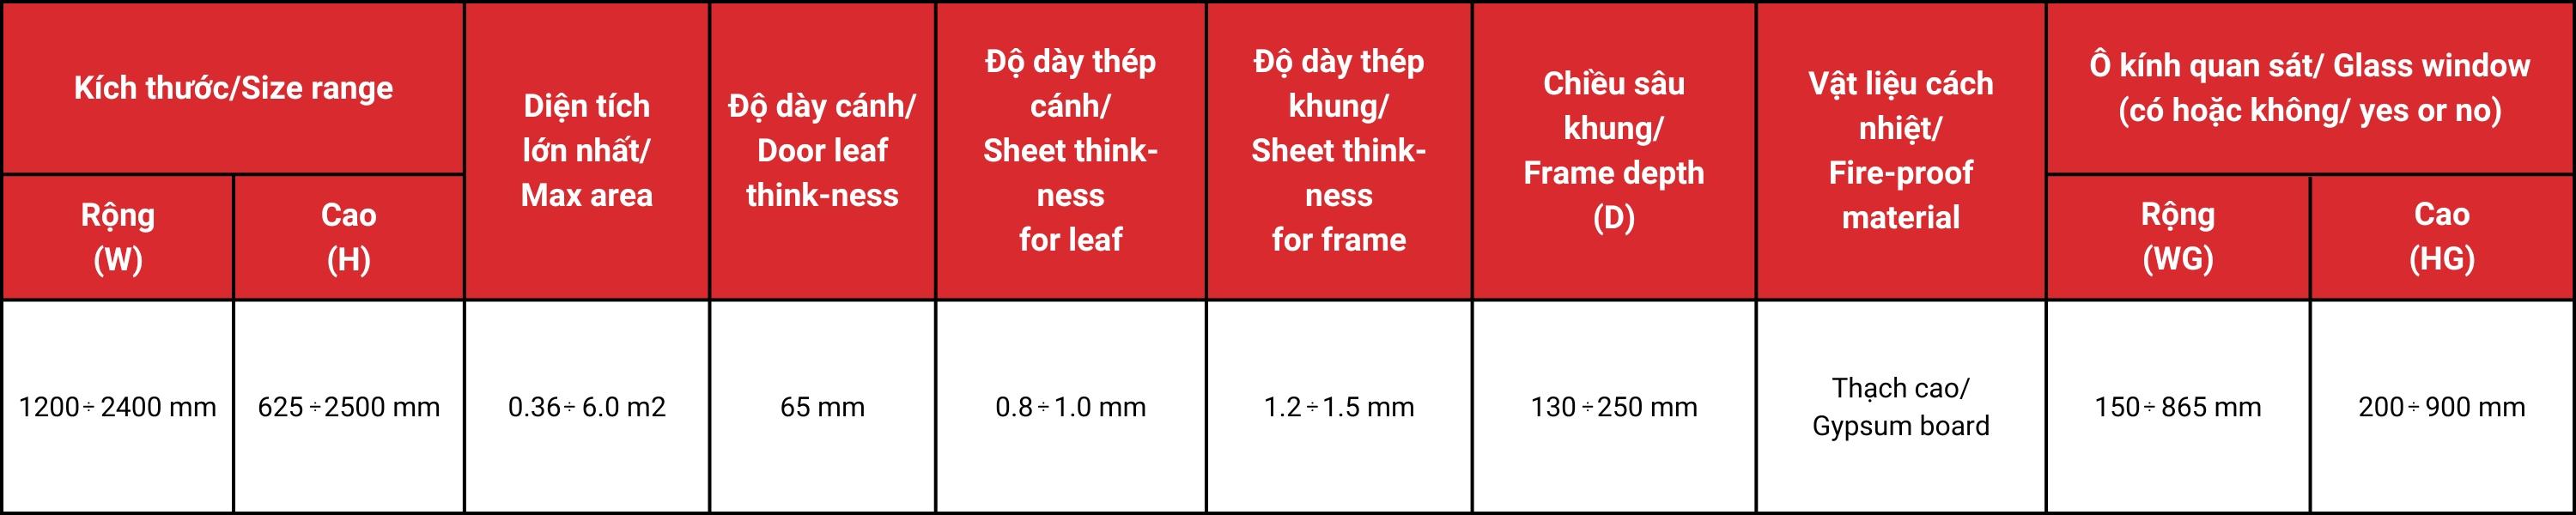 Kích thước/Size range
Rộng
(W)
Cao
(H)
Diện tích
lớn nhất/
Max area
Độ dày cánh/
Door leaf
think-ness
Độ dày thép
cánh/
Sheet think-
ness
for leaf
Độ dày thép
khung/
Sheet think-
ness
for frame
Chiều sâu
khung/
Frame depth
(D)
Vật liệu cách
nhiệt/
Fire-proof
material
Ô kính quan sát/ Glass window
(có hoặc không/ yes or no)
Rộng
(WG)
Cao
(HG)
1200÷ 2400 mm
625 ÷2500 mm
0.36÷ 6.0 m2
65 mm
0.8 ÷1.0 mm
1.2 ÷1.5 mm
130 ÷250 mm
Thạch cao/
Gypsum board
150÷ 865 mm
200÷ 900 mm